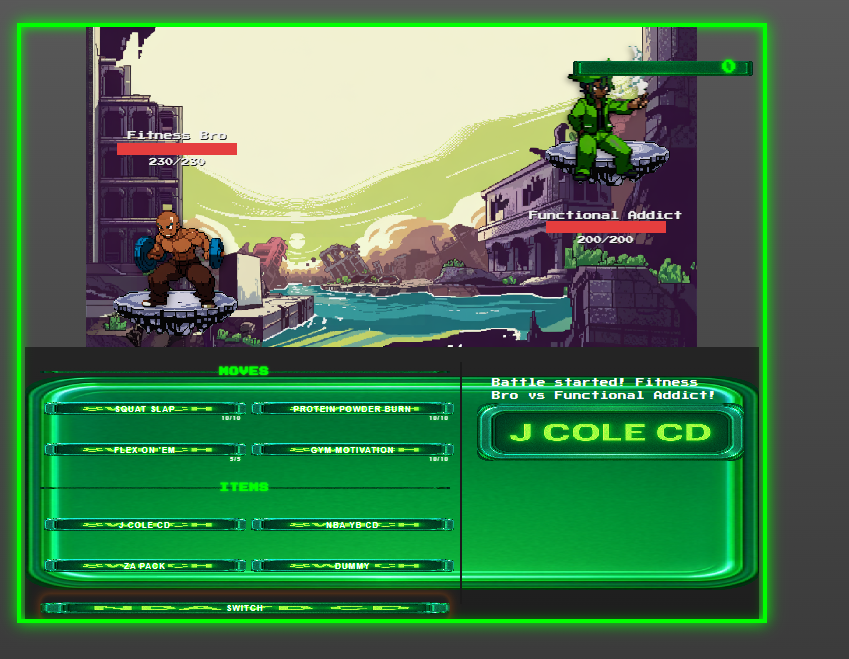 Fitness Bro
230/230
Functional Addict
200/200
MOVES
SQUAT SLAP
10/10
PROTEIN POWDER BURN
10/10
FLEX ON 'EM
5/5
GYM MOTIVATION
10/10
ITEMS
J COLE CD
NBA YB CD
ZA PACK
DUMMY
SWITCH
Battle started! Fitness
Bro vs Functional Addict!
J COLE CD